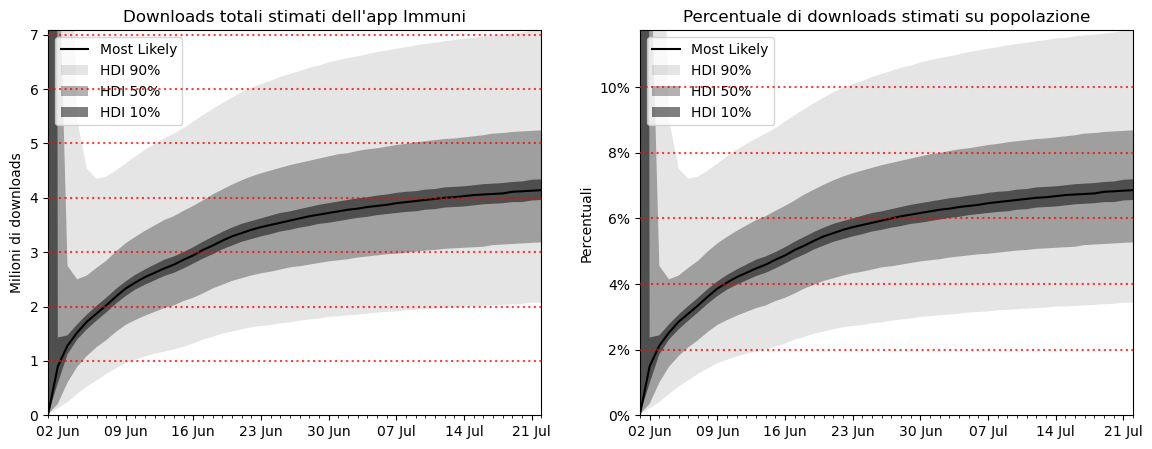 Downloads totali stimati dell'app Immuni
Milioni di downloads
7
6
5
4
3
2
1
0
Most Likely
HDI 90%
HDI 50%
HDI 10%
02 Jun 09 Jun 16 Jun 23 Jun 30 Jun 07 Jul 14 Jul 21 Jul
Percentuale di downloads stimati su popolazione
Percentuali
10%
8%
6%
4%
2%
0%
Most Likely
HDI 90%
HDI 50%
HDI 10%
02 Jun 09 Jun 16 Jun 23 Jun 30 Jun 07 Jul 14 Jul 21 Jul